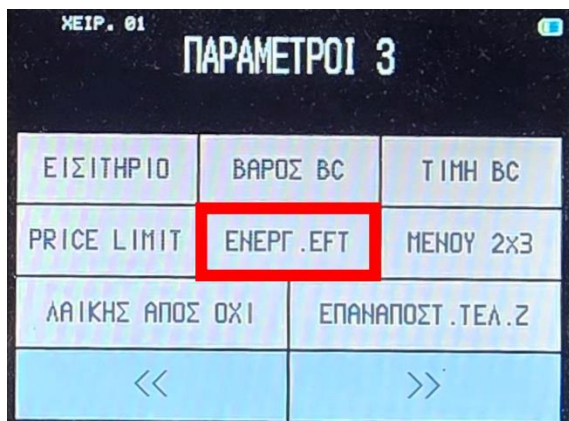 ΧΕΙΡ. 01
ΠΑΡΑΜΕΤΡΟΙ 3
ΕΙΣΙΤΗΡΙΟ ΒΑΡΟΣ BC ΤΙΜΗ BC
PRICE LIMIT ΕΝΕΡΓ.EFT ΜΕΝΟΥ 2x3
ΛΑΙΚΗΣ ΑΠΟΣ ΟΧΙ ΕΠΑΝΑΠΟΣΤ.ΤΕΛ.Ζ
<< >>